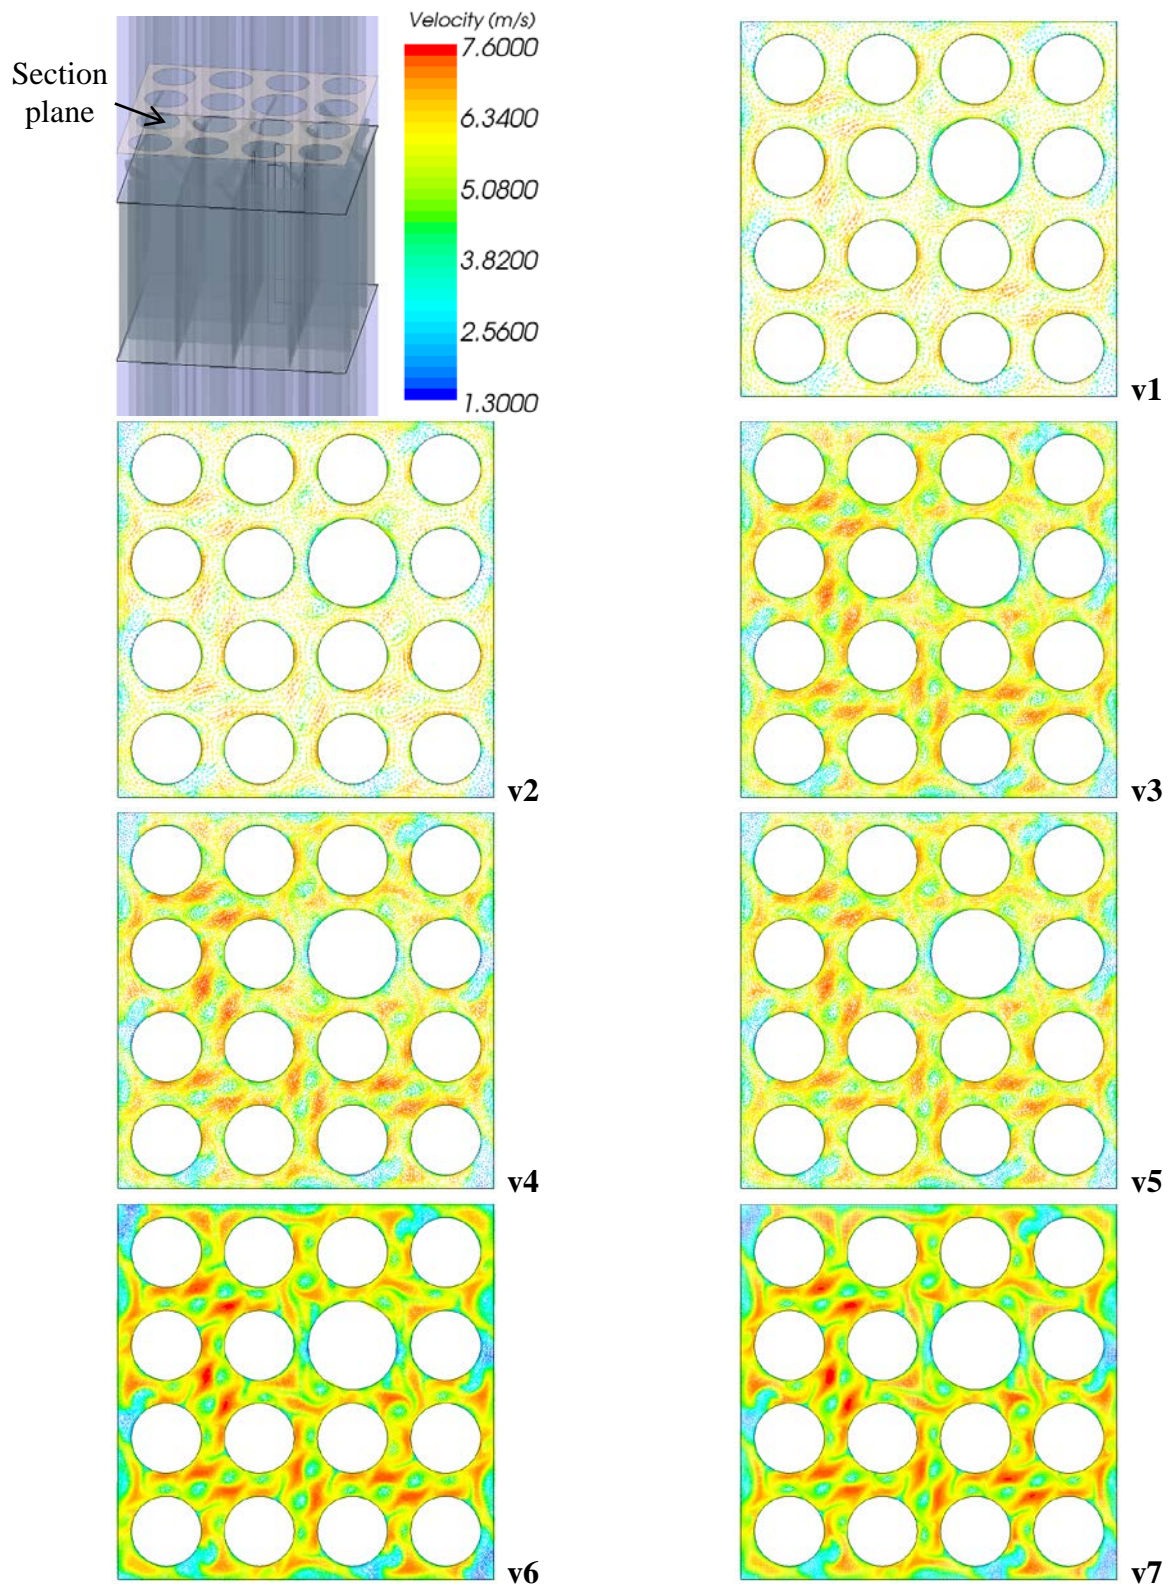 Section
plane
Velocity (m/s)
7.6000
6.3400
5.0800
3.8200
2.5600
1.3000
v1
v2
v3
v4
v5
v6
v7